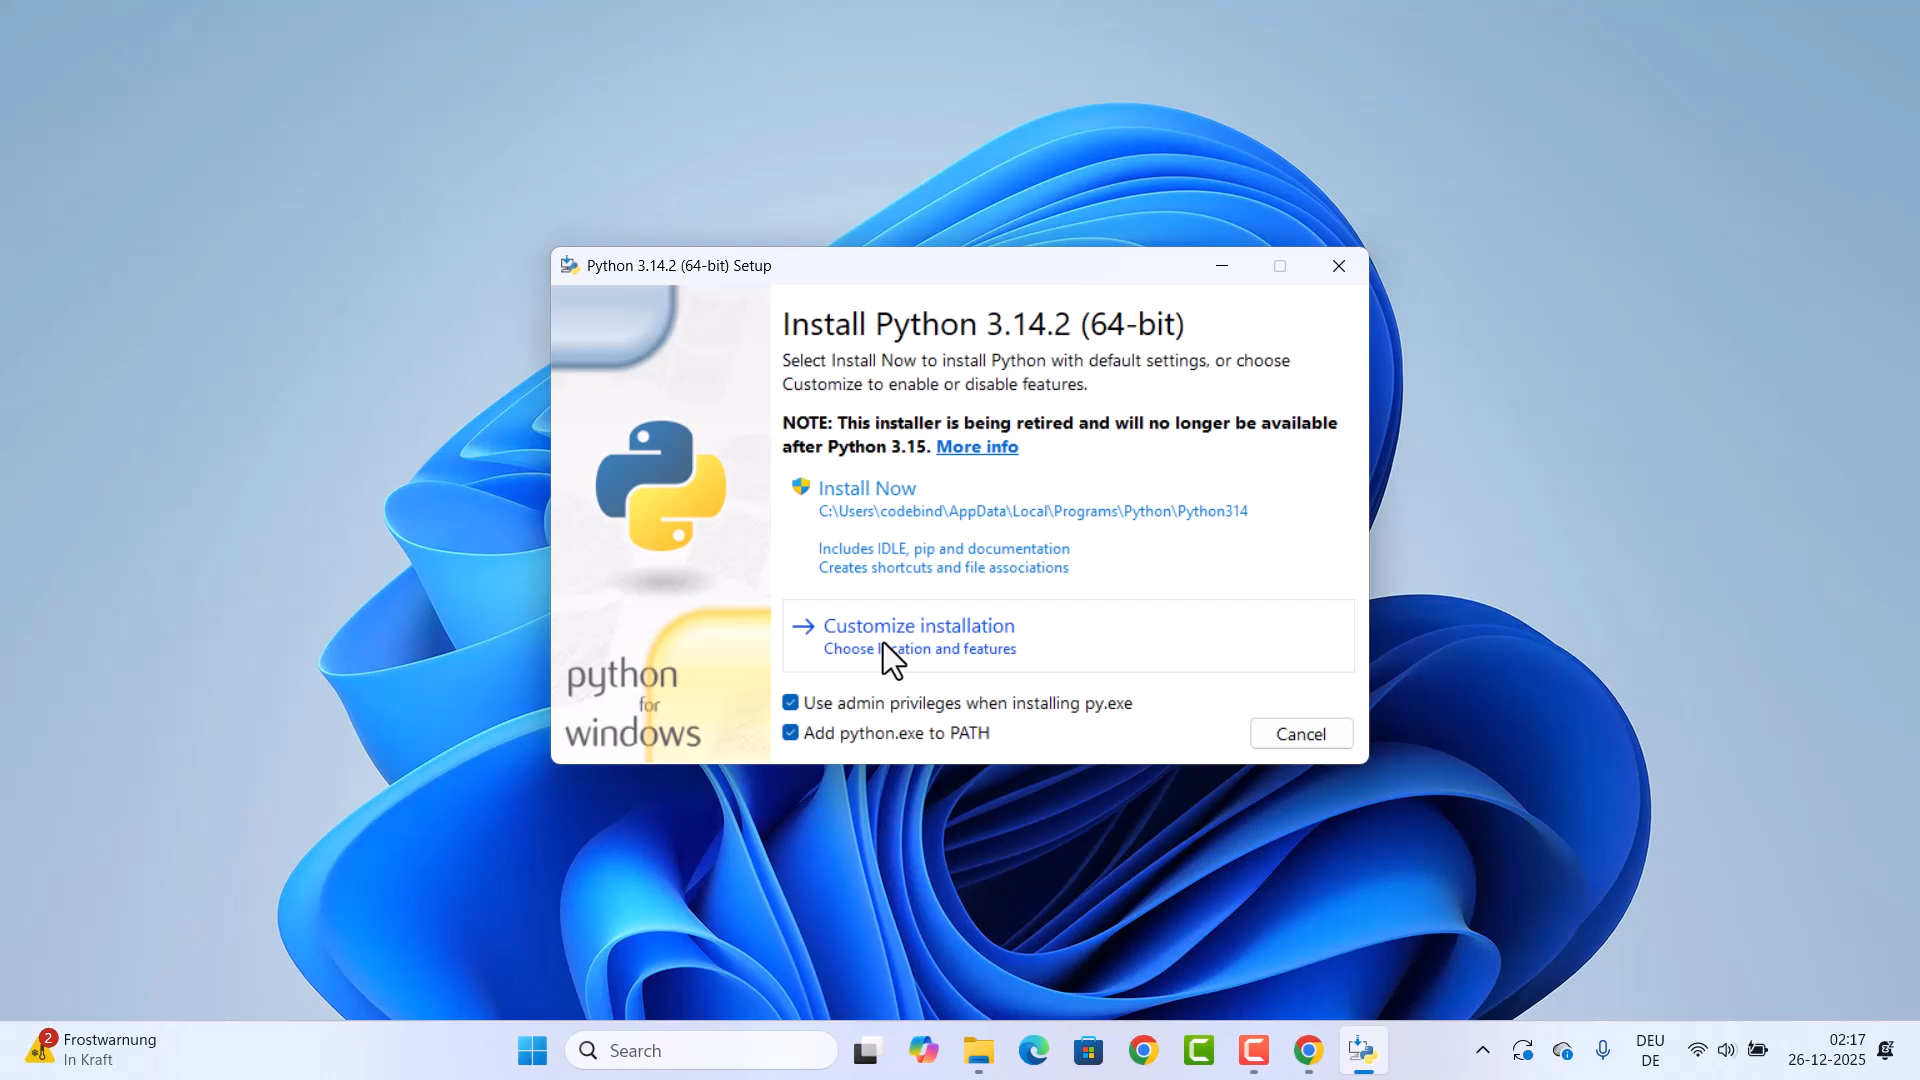 Python 3.14.2 (64-bit) Setup
Install Python 3.14.2 (64-bit)
Select Install Now to install Python with default settings, or choose
Customize to enable or disable features.
NOTE: This installer is being retired and will no longer be available
after Python 3.15. More info
Install Now
C:\Users\codebind\AppData\Local\Programs\Python\Python314
Includes IDLE, pip and documentation
Creates shortcuts and file associations
Customize installation
Choose location and features
python
for
windows
Use admin privileges when installing py.exe
Add python.exe to PATH
Cancel
2
Frostwarnung
In Kraft
Search
DEU
DE
02:17
26-12-2025